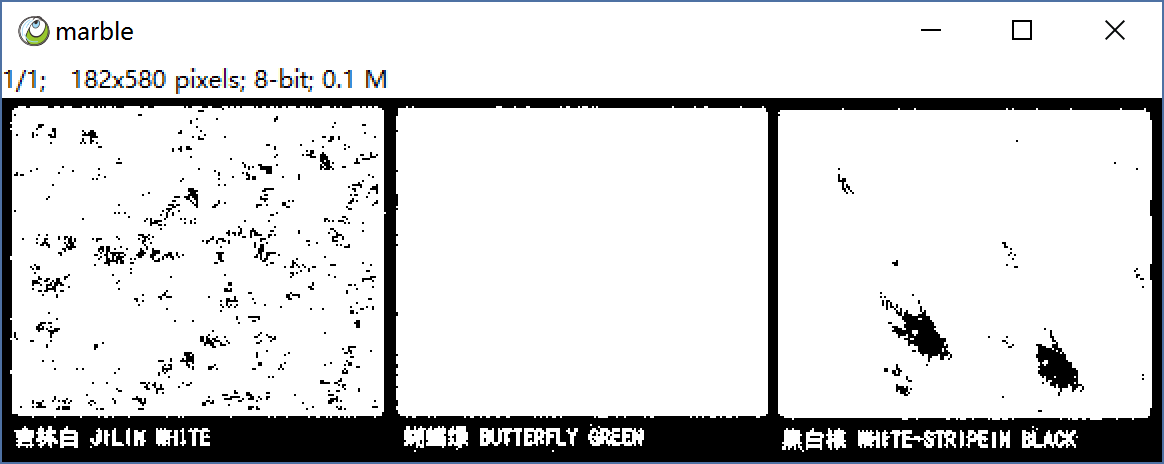 marble
1/1; 182x580 pixels; 8-bit; 0.1 M
吉林白 JILIN WHITE
蝴蝶绿 BUTTERFLY GREEN
黑白根 WHITE-STRIPEIN BLACK